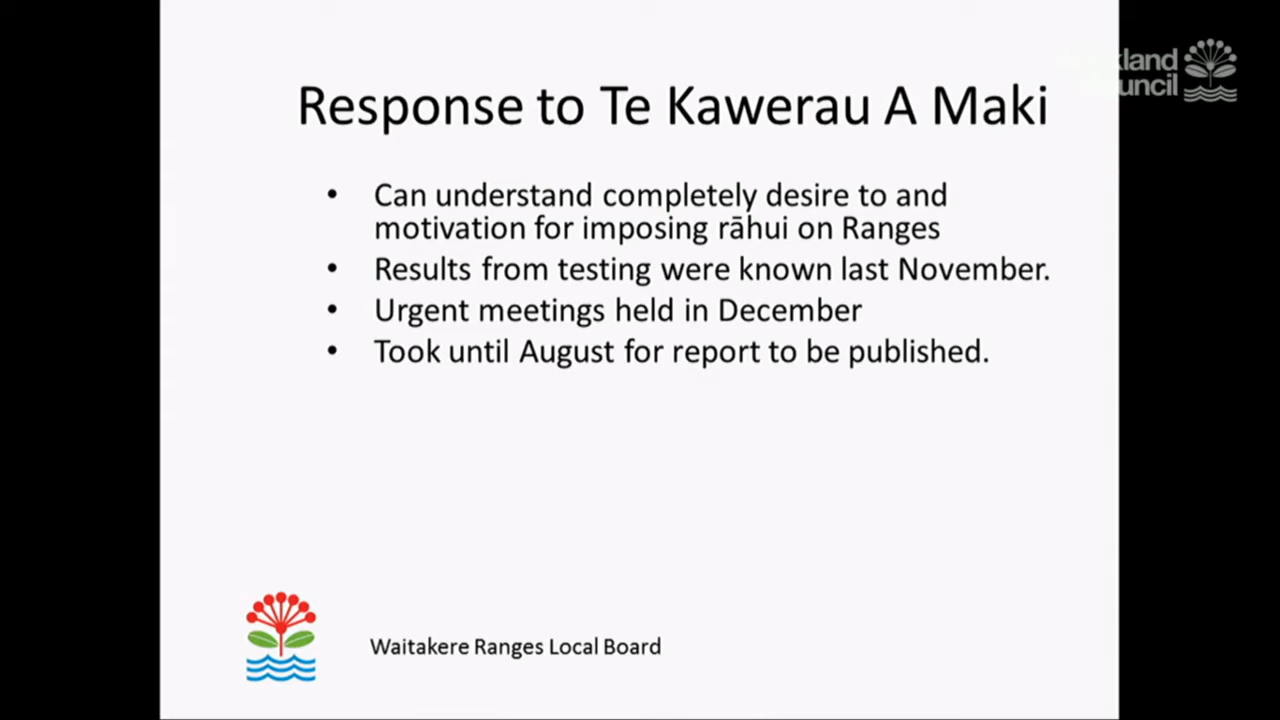 Response to Te Kawerau A Maki
• Can understand completely desire to and
motivation for imposing rāhui on Ranges
• Results from testing were known last November.
• Urgent meetings held in December
• Took until August for report to be published.
Waitakere Ranges Local Board